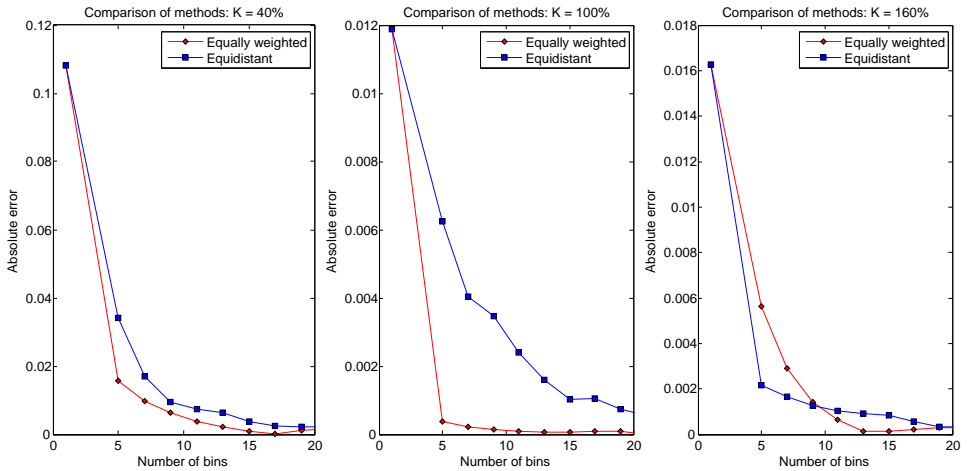 Comparison of methods: K = 40%
Equally weighted
Equidistant
0.12
0.1
0.08
0.06
0.04
0.02
0
Absolute error
0 5 10 15 20
Number of bins
Comparison of methods: K = 100%
Equally weighted
Equidistant
0.012
0.01
0.008
0.006
0.004
0.002
0
Absolute error
0 5 10 15 20
Number of bins
Comparison of methods: K = 160%
Equally weighted
Equidistant
0.018
0.016
0.014
0.012
0.01
0.008
0.006
0.004
0.002
0
Absolute error
0 5 10 15 20
Number of bins